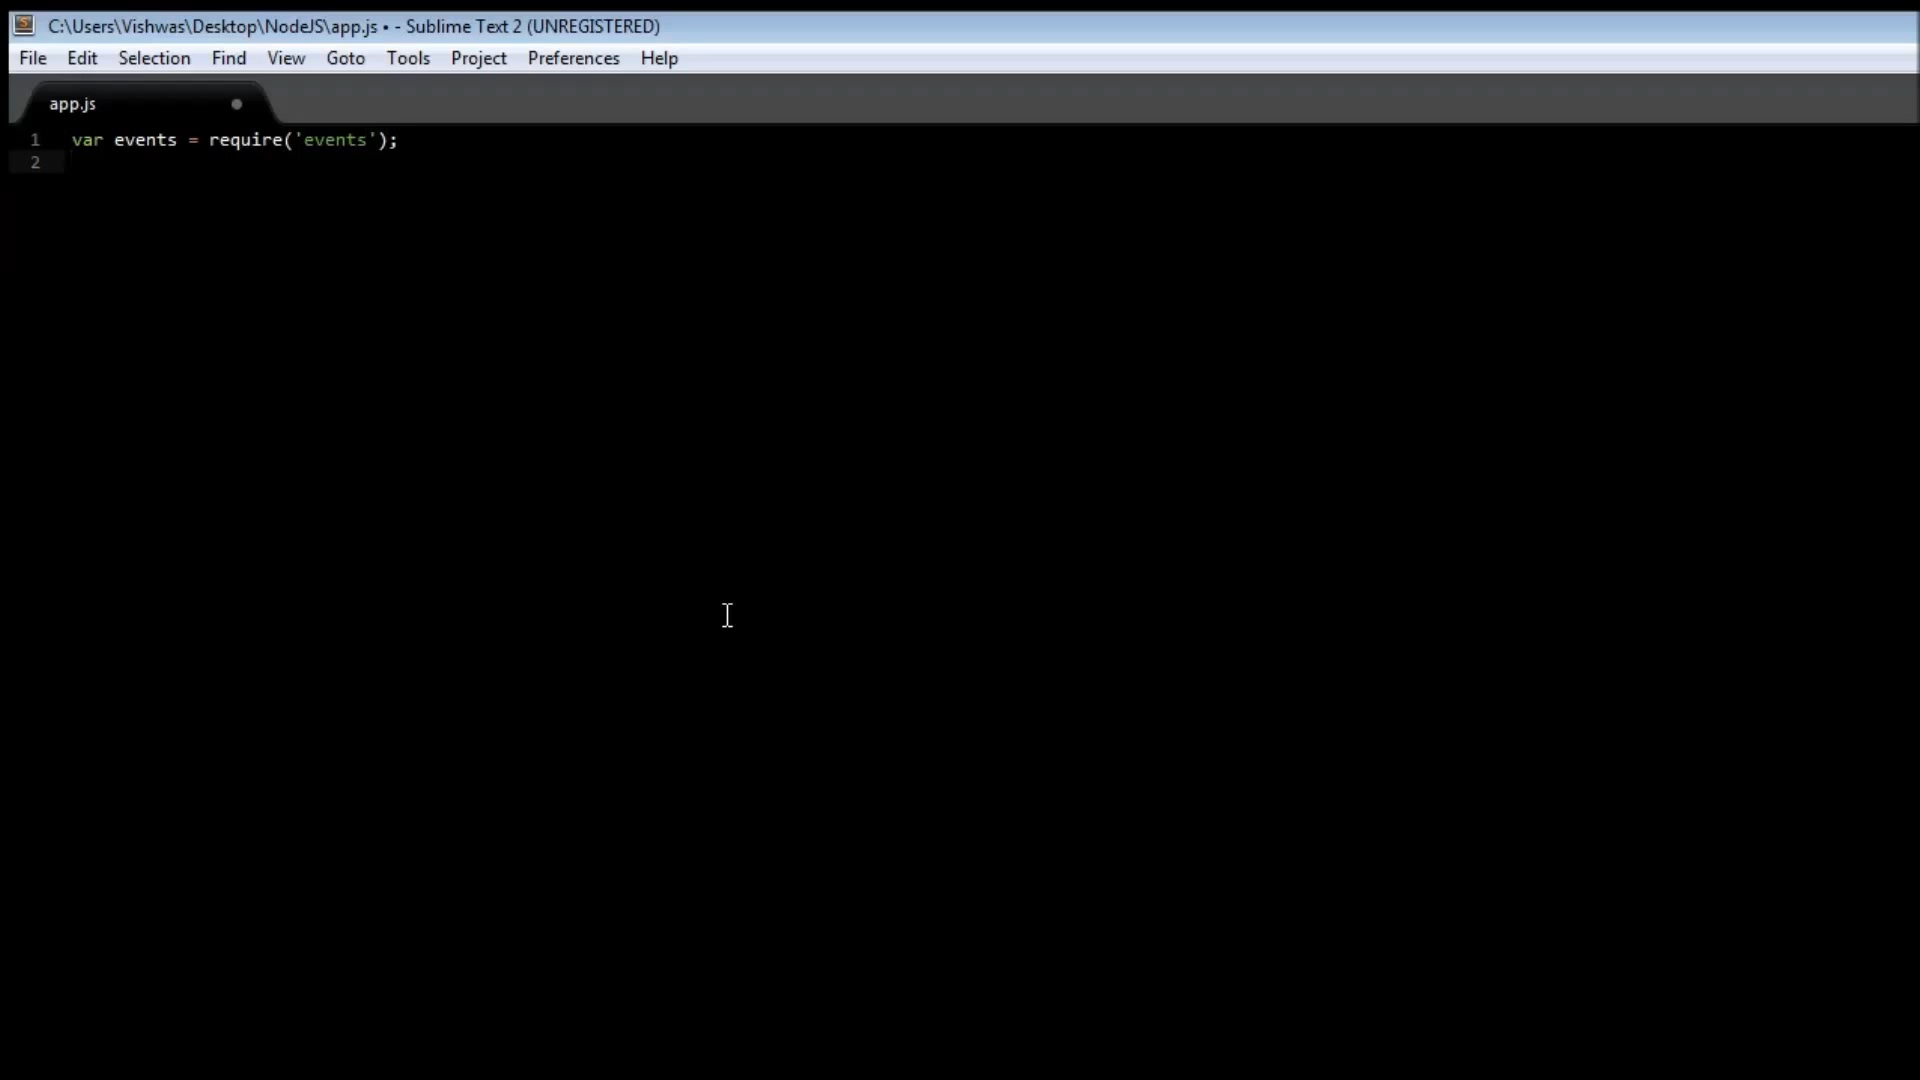 C:\Users\Vishwas\Desktop\NodeJS\app.js • - Sublime Text 2 (UNREGISTERED)
File Edit Selection Find View Goto Tools Project Preferences Help
app.js
1 var events = require('events');
2